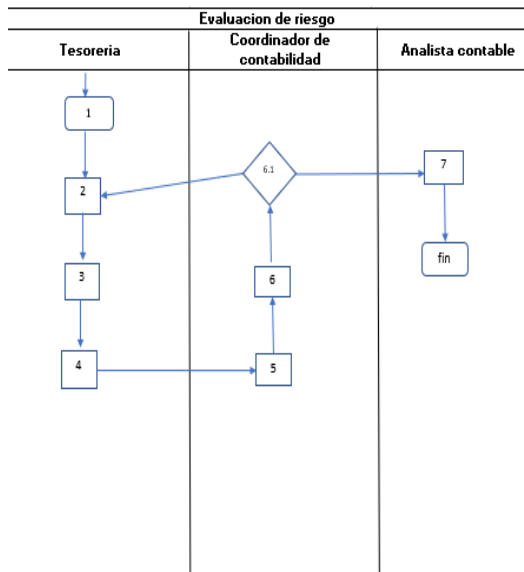 Evaluacion de riesgo
Tesoreria
Coordinador de
contabilidad
Analista contable
1
2
3
4
5
6
6.1
7
fin